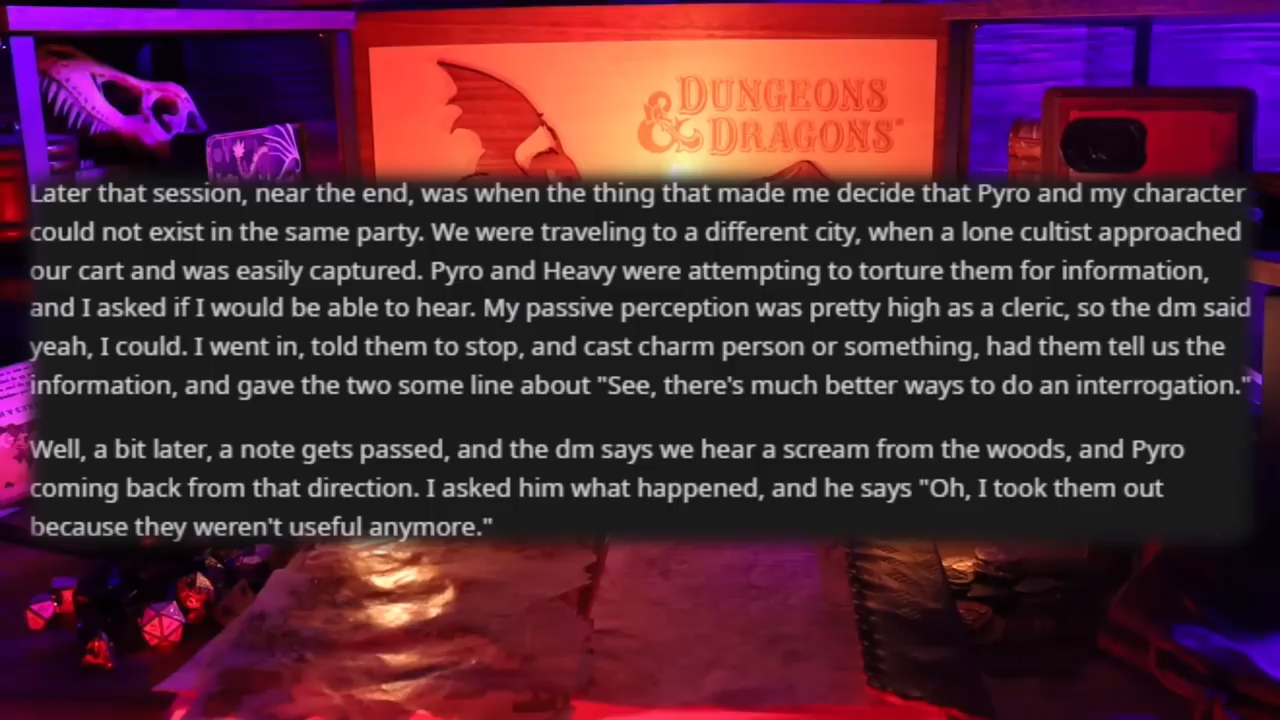 DUNGEONS
& DRAGONS
Later that session, near the end, was when the thing that made me decide that Pyro and my character
could not exist in the same party. We were traveling to a different city, when a lone cultist approached
our cart and was easily captured. Pyro and Heavy were attempting to torture them for information,
and I asked if I would be able to hear. My passive perception was pretty high as a cleric, so the dm said
yeah, I could. I went in, told them to stop, and cast charm person or something, had them tell us the
information, and gave the two some line about "See, there's much better ways to do an interrogation."
Well, a bit later, a note gets passed, and the dm says we hear a scream from the woods, and Pyro
coming back from that direction. I asked him what happened, and he says "Oh, I took them out
because they weren't useful anymore."